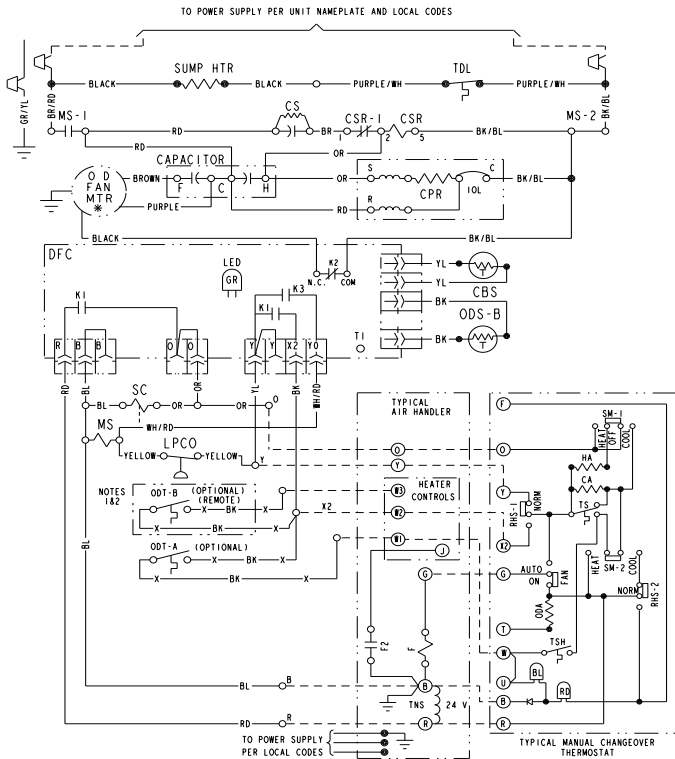 TO POWER SUPPLY PER UNIT NAMEPLATE AND LOCAL CODES
GR/YL
BLACK
SUMP HTR
BLACK
PURPLE/WH
TDL
PURPLE/WH
BR/RD
BK/BL
MS-1
RD
CS
BR
1
CSR-1
2
CSR
5
BK/BL
MS-2
RD
OR
CAPACITOR
O D
FAN
MTR
*
BROWN
F
C
H
OR
S
CPR
IOL
C
BK/BL
PURPLE
RD
R
BLACK
BK/BL
DFC
LED
GR
K2
N.C.
COM
YL
YL
CBS
BK
ODS-B
BK
K1
K3
K1
T1
R
B
B
O
O
Y
Y
X2
YO
RD
BL
OR
YL
BK
WH/RD
BL
SC
OR
OR
O
MS
WH/RD
LPCO
YELLOW
YELLOW
Y
NOTES
1&2
ODT-B
(OPTIONAL)
(REMOTE)
X
BK
X
X
BK
X
X2
ODT-A
(OPTIONAL)
X
BK
X
X
BK
X
BL
BL
B
RD
R
TYPICAL
AIR HANDLER
O
Y
HEATER
CONTROLS
W3
W2
W1
J
G
F2
F
B
TNS
24 V
R
TO POWER SUPPLY
PER LOCAL CODES
F
SM-1
HEAT
OFF
COOL
O
HA
CA
Y
NORM
RHS-1
TS
X2
HEAT
SM-2
COOL
G
AUTO
ON
FAN
NORM
RHS-2
ODA
T
W
TSH
U
BL
RD
B
R
TYPICAL MANUAL CHANGEOVER
THERMOSTAT